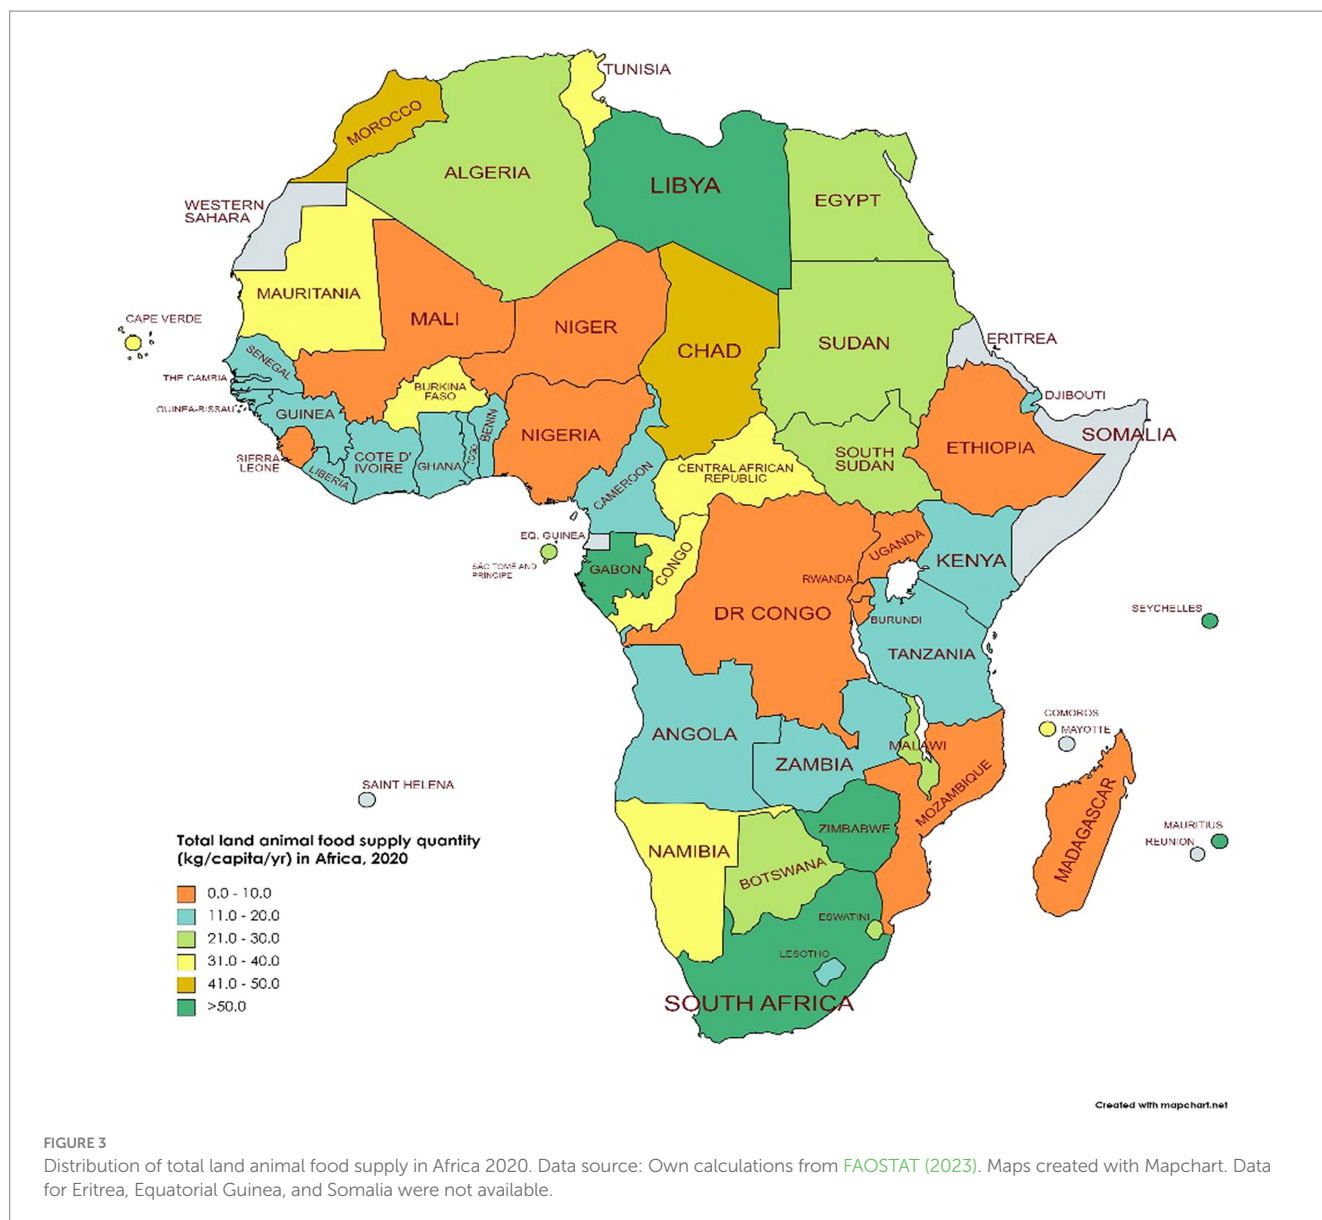 TUNISIA
MOROCCO
ALGERIA
LIBYA
EGYPT
WESTERN
SAHARA
MAURITANIA
MALI
NIGER
CHAD
SUDAN
ERITREA
CAPE VERDE
SENEGAL
THE GAMBIA
GUINEA-BISSAU
GUINEA
BURKINA
FASO
BENIN
TOGO
NIGERIA
DJIBOUTI
SOMALIA
ETHIOPIA
SOUTH
SUDAN
SIERRA
LEONE
LIBERIA
COTE D'
IVOIRE
GHANA
CAMEROON
CENTRAL AFRICAN
REPUBLIC
EQ. GUINEA
SÃO TOMÉ AND
PRÍNCIPE
GABON
CONGO
UGANDA
KENYA
RWANDA
DR CONGO
BURUNDI
TANZANIA
SEYCHELLES
COMOROS
MAYOTTE
ANGOLA
ZAMBIA
MALAWI
MOZAMBIQUE
MADAGASCAR
SAINT HELENA
ZIMBABWE
MAURITIUS
REUNION
NAMIBIA
BOTSWANA
ESWATINI
LESOTHO
SOUTH AFRICA
Total land animal food supply quantity
(kg/capita/yr) in Africa, 2020
0.0 - 10.0
11.0 - 20.0
21.0 - 30.0
31.0 - 40.0
41.0 - 50.0
>50.0
Created with mapchart.net
FIGURE 3
Distribution of total land animal food supply in Africa 2020. Data source: Own calculations from FAOSTAT (2023). Maps created with Mapchart. Data
for Eritrea, Equatorial Guinea, and Somalia were not available.